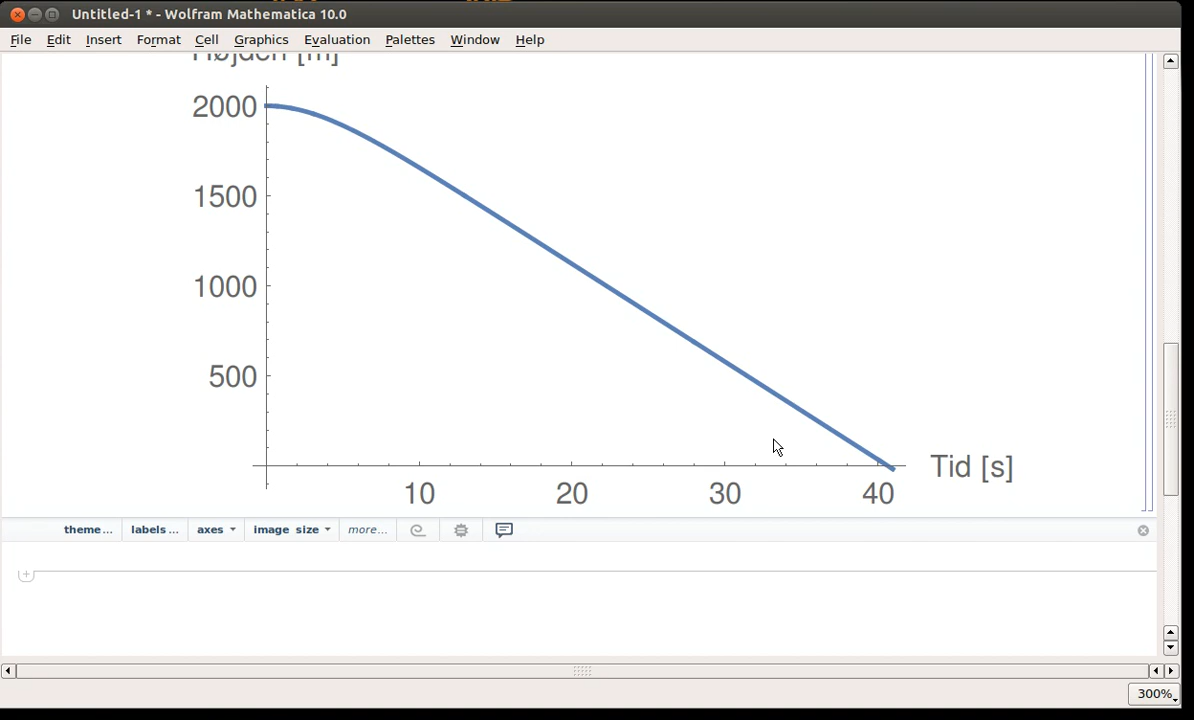 Untitled-1 * - Wolfram Mathematica 10.0
File Edit Insert Format Cell Graphics Evaluation Palettes Window Help
Højden [m]
2000
1500
1000
500
10 20 30 40
Tid [s]
theme... labels... axes image size more...
300%